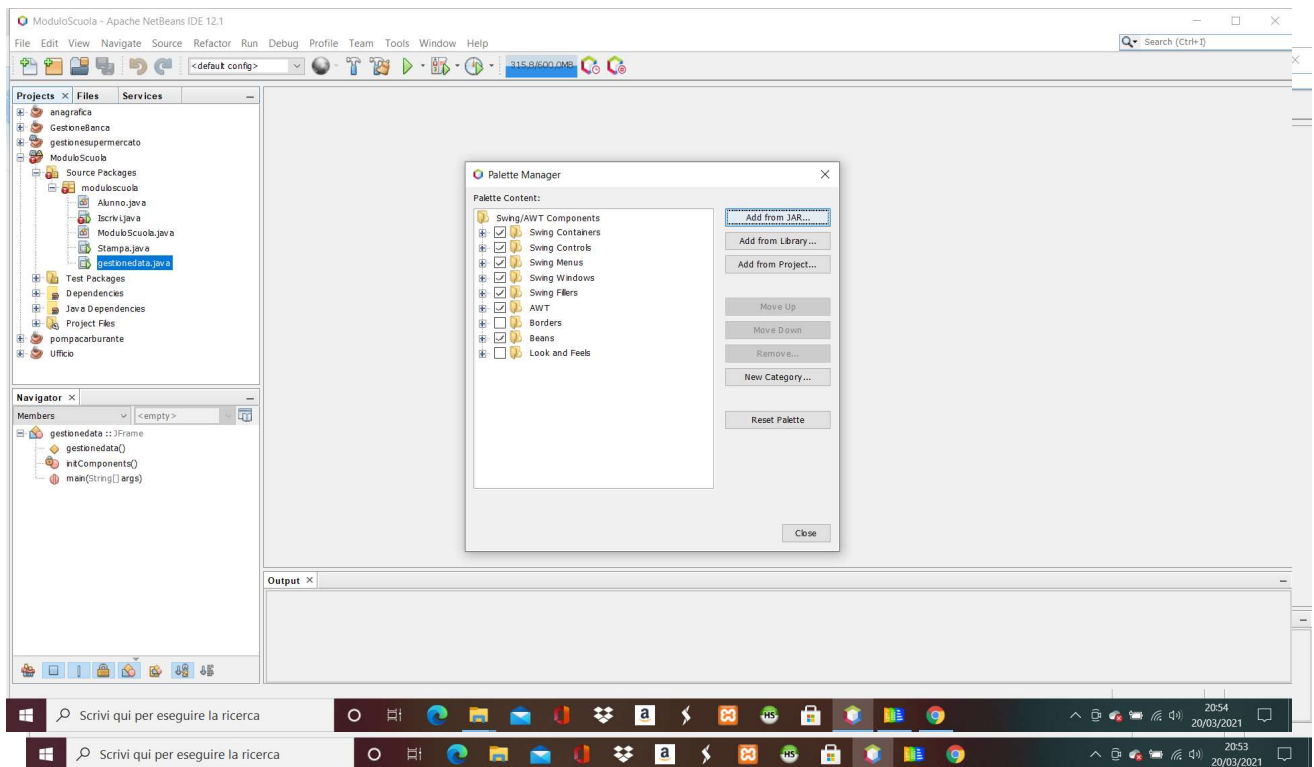 ModuloScuola - Apache NetBeans IDE 12.1
File Edit View Navigate Source Refactor Run Debug Profile Team Tools Window Help
Search (Ctrl+I)
<default config>
315,8/600,0MB
Projects Files Services
anagrafica
GestioneBanca
gestionesupermercato
ModuloScuola
Source Packages
moduloscuola
Alunno.java
Iscrivi.java
ModuloScuola.java
Stampa.java
gestionedata.java
Test Packages
Dependencies
Java Dependencies
Project Files
pompacarburante
Ufficio
Navigator
Members
<empty>
gestionedata :: JFrame
gestionedata()
initComponents()
main(String[] args)
Palette Manager
Palette Content:
Swing/AWT Components
Swing Containers
Swing Controls
Swing Menus
Swing Windows
Swing Fillers
AWT
Borders
Beans
Look and Feels
Add from JAR...
Add from Library...
Add from Project...
Move Up
Move Down
Remove...
New Category...
Reset Palette
Close
Output
Scrivi qui per eseguire la ricerca
20:54
20/03/2021
Scrivi qui per eseguire la ricerca
20:53
20/03/2021